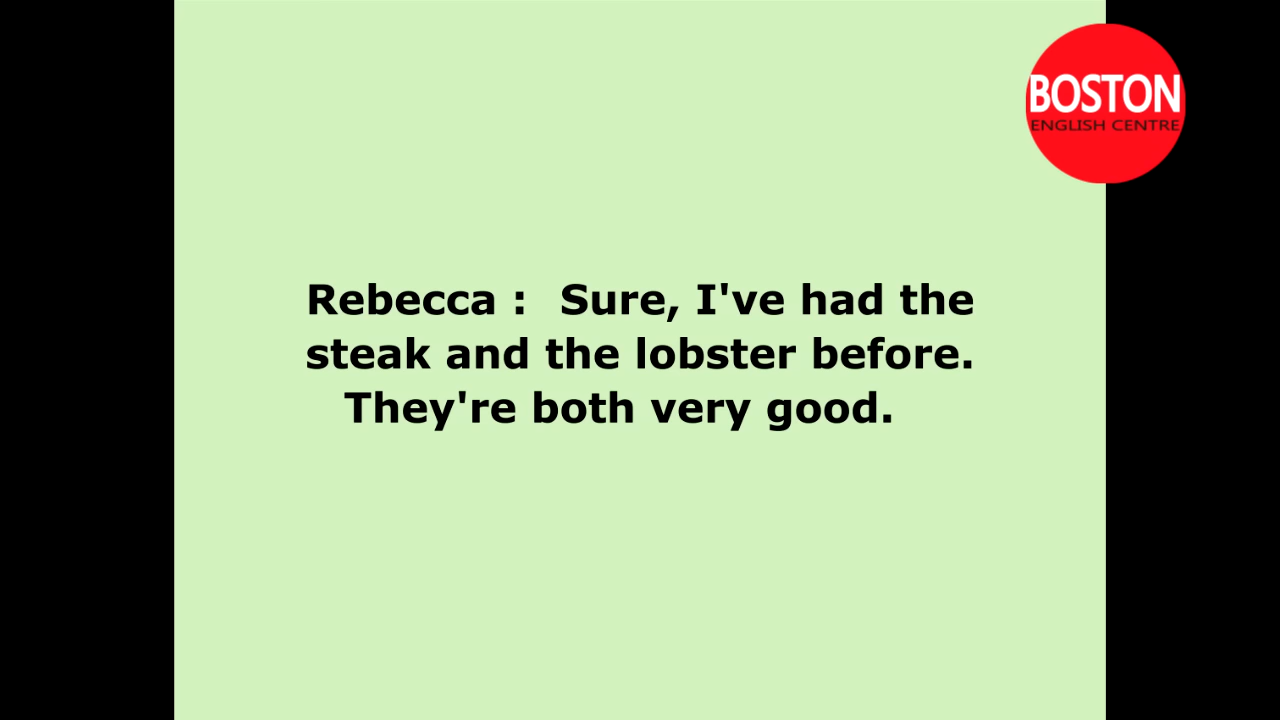 BOSTON
ENGLISH CENTRE
Rebecca :  Sure, I've had the
steak and the lobster before.
They're both very good.